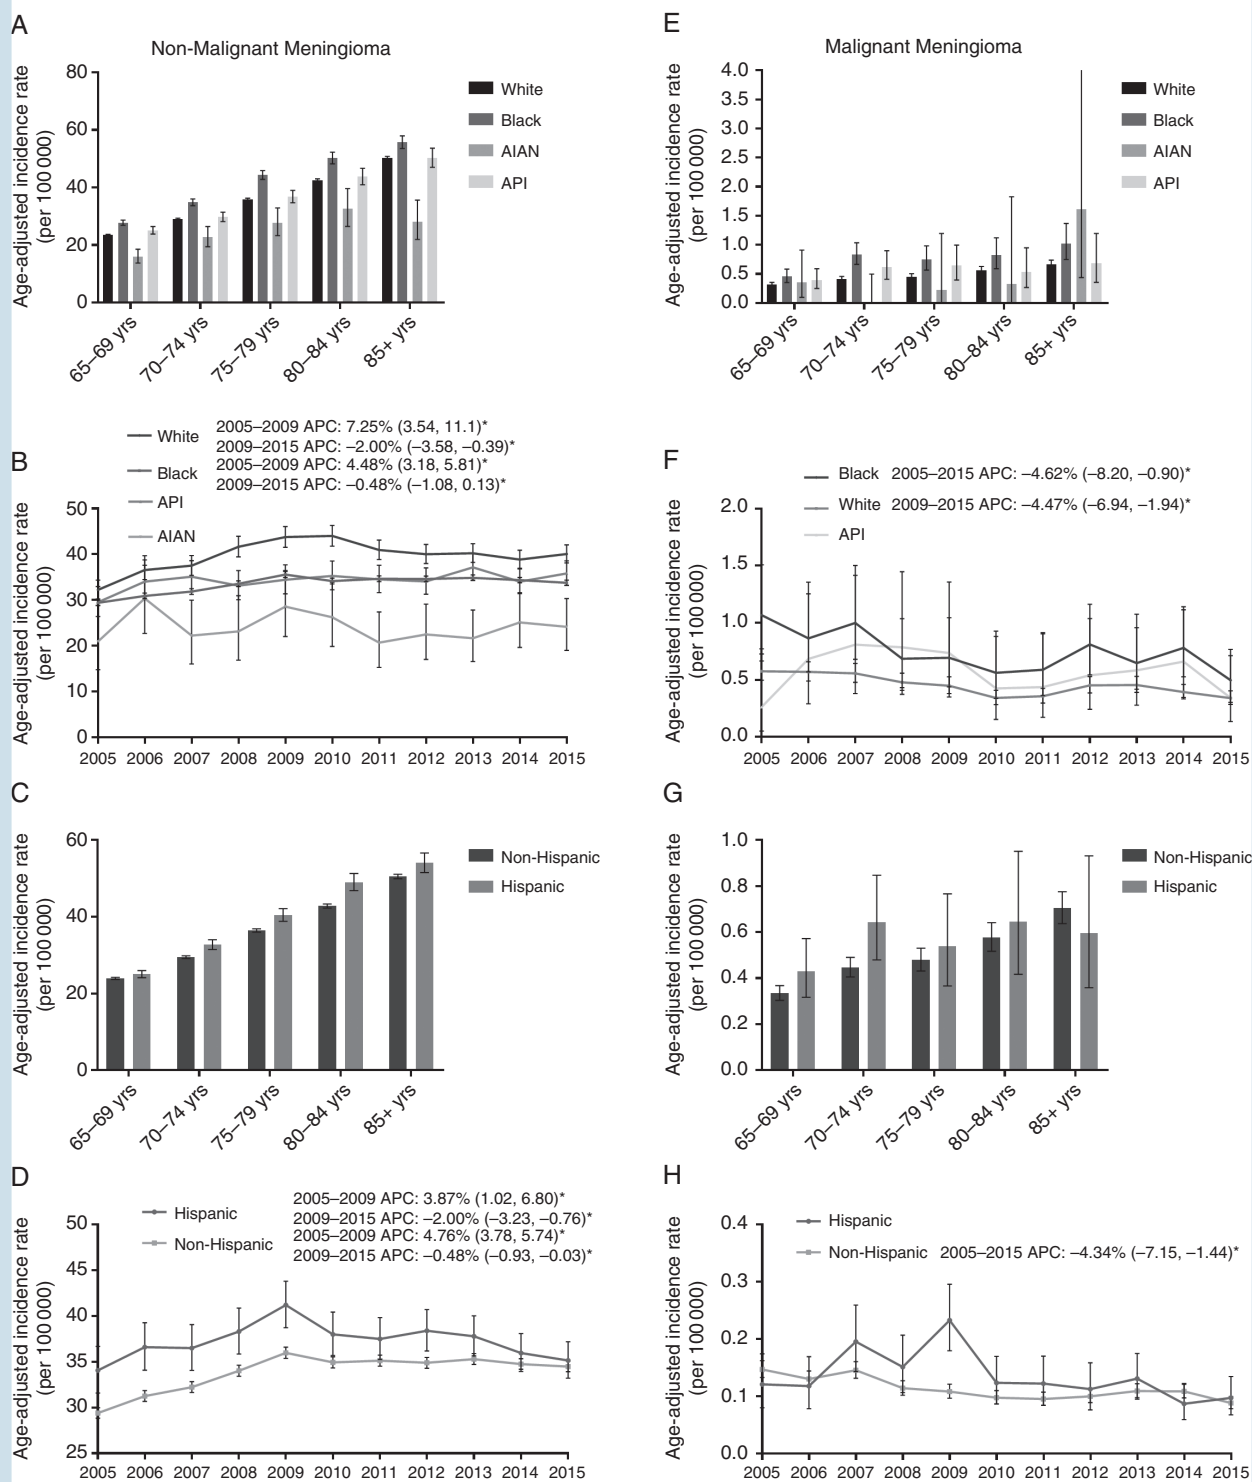 A
Non-Malignant Meningioma
Age-adjusted incidence rate
(per 100 000)
80
60
40
20
0
65–69 yrs
70–74 yrs
75–79 yrs
80–84 yrs
85+ yrs
White
Black
AIAN
API
E
Malignant Meningioma
Age-adjusted incidence rate
(per 100 000)
4.0
3.5
3.0
2.5
2.0
1.5
1.0
0.5
0.0
65–69 yrs
70–74 yrs
75–79 yrs
80–84 yrs
85+ yrs
White
Black
AIAN
API
B
White
Black
API
AIAN
2005–2009 APC: 7.25% (3.54, 11.1)*
2009–2015 APC: –2.00% (–3.58, –0.39)*
2005–2009 APC: 4.48% (3.18, 5.81)*
2009–2015 APC: –0.48% (–1.08, 0.13)*
Age-adjusted incidence rate
(per 100 000)
50
40
30
20
10
0
2005 2006 2007 2008 2009 2010 2011 2012 2013 2014 2015
F
Black 2005–2015 APC: –4.62% (–8.20, –0.90)*
White 2009–2015 APC: –4.47% (–6.94, –1.94)*
API
Age-adjusted incidence rate
(per 100 000)
2.0
1.5
1.0
0.5
0.0
2005 2006 2007 2008 2009 2010 2011 2012 2013 2014 2015
C
Age-adjusted incidence rate
(per 100 000)
60
40
20
0
65–69 yrs
70–74 yrs
75–79 yrs
80–84 yrs
85+ yrs
Non-Hispanic
Hispanic
G
Age-adjusted incidence rate
(per 100 000)
1.0
0.8
0.6
0.4
0.2
0.0
65–69 yrs
70–74 yrs
75–79 yrs
80–84 yrs
85+ yrs
Non-Hispanic
Hispanic
D
Hispanic
Non-Hispanic
2005–2009 APC: 3.87% (1.02, 6.80)*
2009–2015 APC: –2.00% (–3.23, –0.76)*
2005–2009 APC: 4.76% (3.78, 5.74)*
2009–2015 APC: –0.48% (–0.93, –0.03)*
Age-adjusted incidence rate
(per 100 000)
50
45
40
35
30
25
2005 2006 2007 2008 2009 2010 2011 2012 2013 2014 2015
H
Hispanic
Non-Hispanic 2005–2015 APC: –4.34% (–7.15, –1.44)*
Age-adjusted incidence rate
(per 100 000)
0.4
0.3
0.2
0.1
0.0
2005 2006 2007 2008 2009 2010 2011 2012 2013 2014 2015